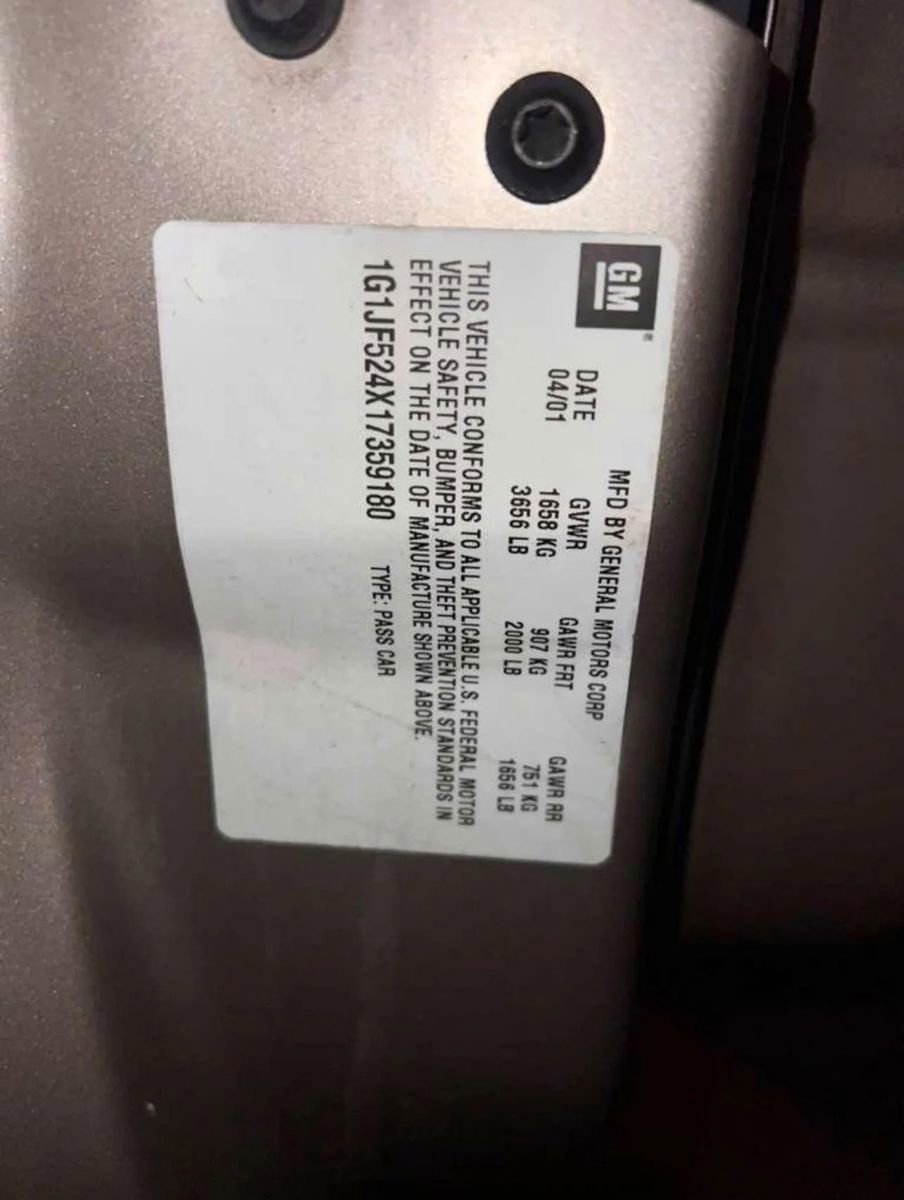 GM®
MFD BY GENERAL MOTORS CORP
DATE GVWR GAWR FRT GAWR RR
04/01 1658 KG 907 KG 751 KG
3656 LB 2000 LB 1656 LB
THIS VEHICLE CONFORMS TO ALL APPLICABLE U.S. FEDERAL MOTOR
VEHICLE SAFETY, BUMPER, AND THEFT PREVENTION STANDARDS IN
EFFECT ON THE DATE OF MANUFACTURE SHOWN ABOVE.
1G1JF524X17359180 TYPE: PASS CAR